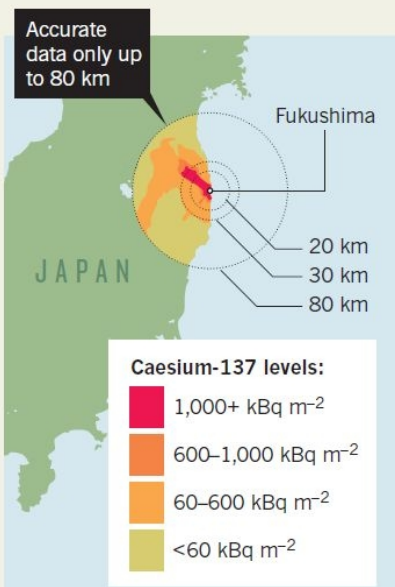 Accurate
data only up
to 80 km
Fukushima
20 km
30 km
80 km
JAPAN
Caesium-137 levels:
1,000+ kBq m⁻²
600–1,000 kBq m⁻²
60–600 kBq m⁻²
<60 kBq m⁻²